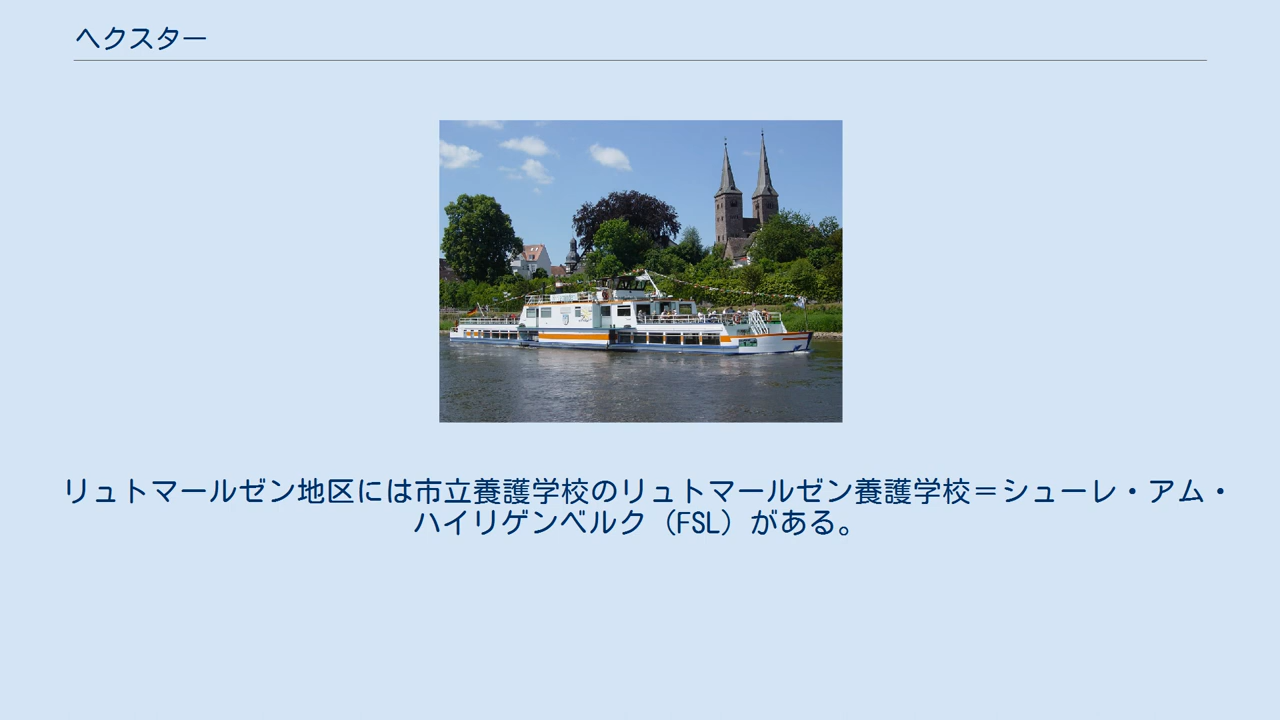 ヘクスター
リュトマールゼン地区には市立養護学校のリュトマールゼン養護学校＝シューレ・アム・
ハイリゲンベルク（FSL）がある。